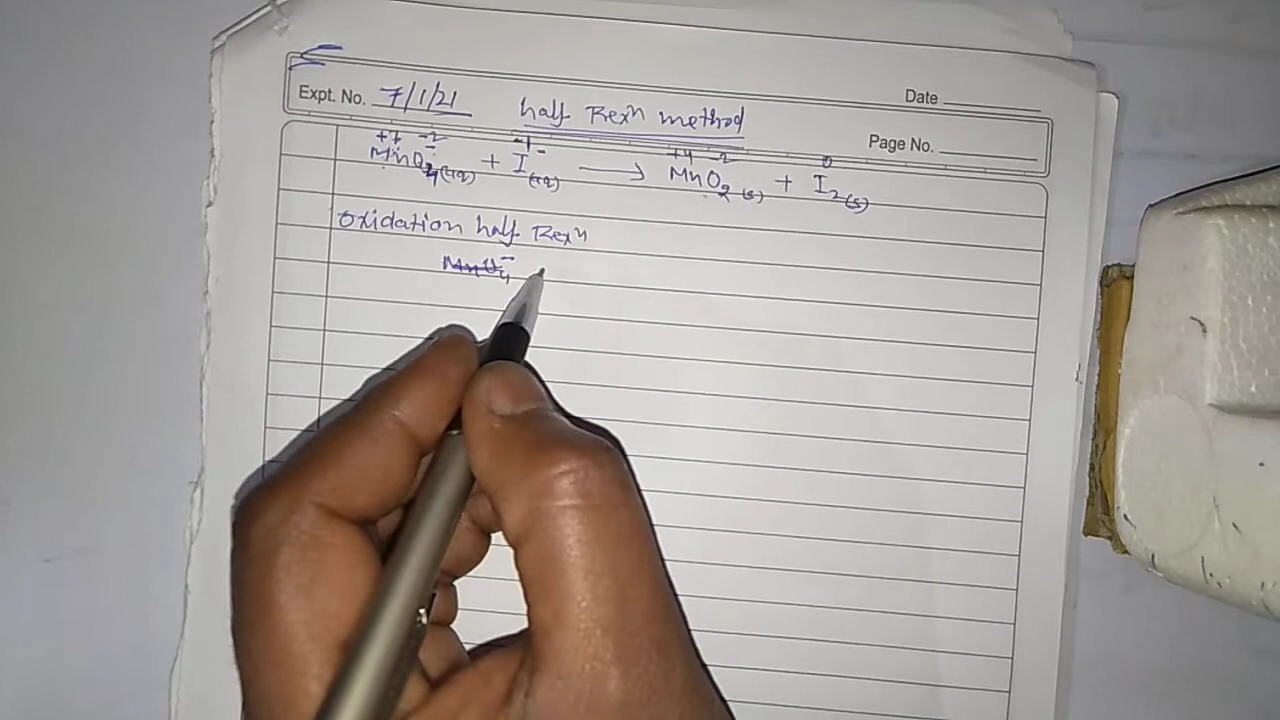 Expt. No. 7/1/21
Date
half Rexⁿ method
Page No.
+7 -2 -1 +4 -2 0
MnO₄⁻(aq) + I⁻(aq) ⟶ MnO₂(s) + I₂(s)
oxidation half Rexⁿ
MnO₄⁻